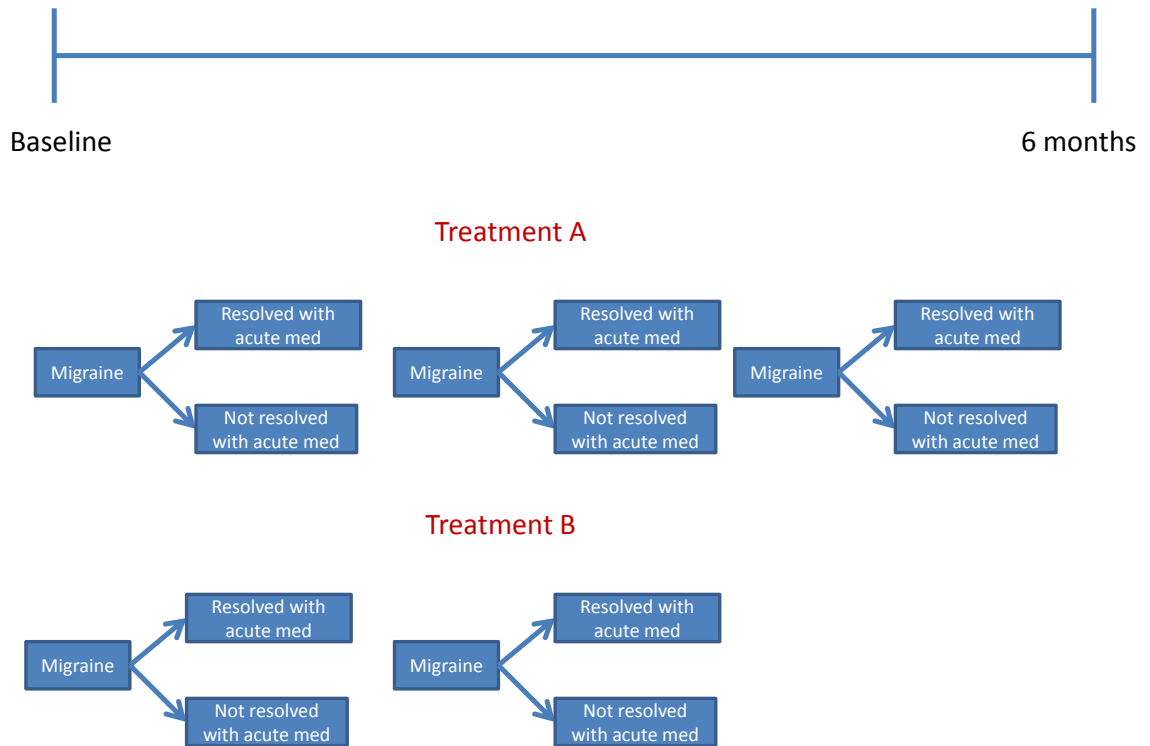 Baseline
6 months
Treatment A
Resolved with
acute med
Migraine
Not resolved
with acute med
Resolved with
acute med
Migraine
Not resolved
with acute med
Resolved with
acute med
Migraine
Not resolved
with acute med
Treatment B
Resolved with
acute med
Migraine
Not resolved
with acute med
Resolved with
acute med
Migraine
Not resolved
with acute med